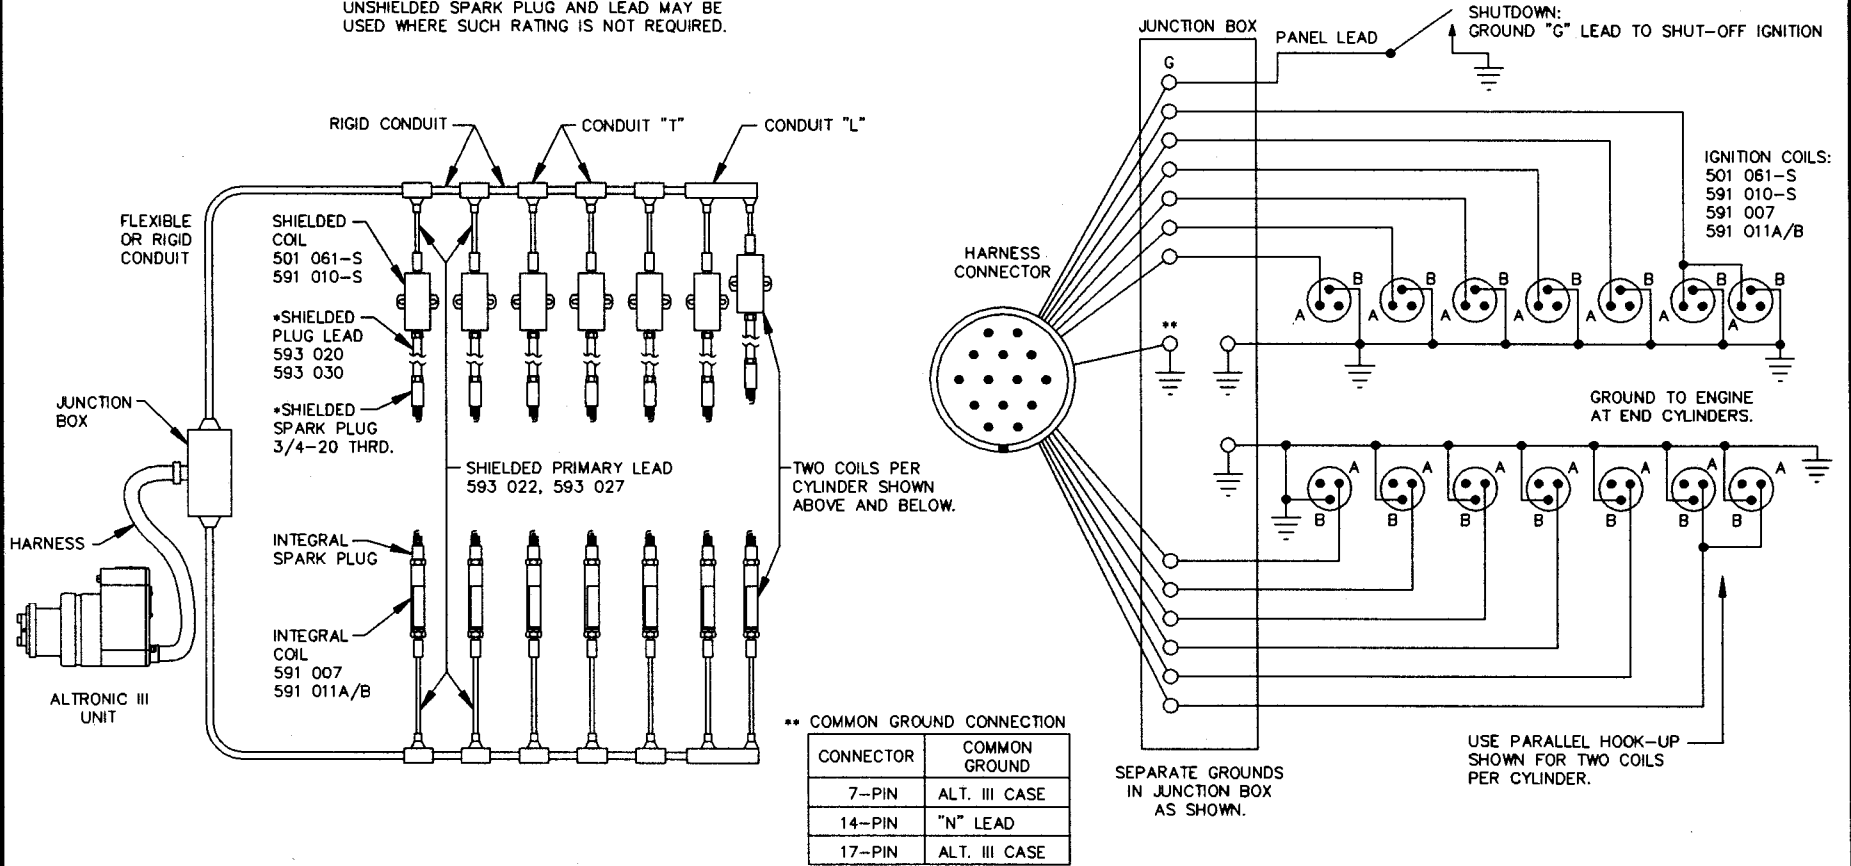 UNSHIELDED SPARK PLUG AND LEAD MAY BE
USED WHERE SUCH RATING IS NOT REQUIRED.
RIGID CONDUIT
CONDUIT "T"
CONDUIT "L"
FLEXIBLE
OR RIGID
CONDUIT
SHIELDED
COIL
501 061-S
591 010-S
*SHIELDED
PLUG LEAD
593 020
593 030
*SHIELDED
SPARK PLUG
3/4-20 THRD.
JUNCTION
BOX
HARNESS
ALTRONIC III
UNIT
SHIELDED PRIMARY LEAD
593 022, 593 027
TWO COILS PER
CYLINDER SHOWN
ABOVE AND BELOW.
INTEGRAL
SPARK PLUG
INTEGRAL
COIL
591 007
591 011A/B
** COMMON GROUND CONNECTION
CONNECTOR
COMMON
GROUND
7-PIN
ALT. III CASE
14-PIN
"N" LEAD
17-PIN
ALT. III CASE
JUNCTION BOX
G
PANEL LEAD
SHUTDOWN:
GROUND "G" LEAD TO SHUT-OFF IGNITION
IGNITION COILS:
501 061-S
591 010-S
591 007
591 011A/B
HARNESS
CONNECTOR
**
B
B
B
B
B
B
B
A
A
A
A
A
A
A
GROUND TO ENGINE
AT END CYLINDERS.
A
A
A
A
A
A
A
B
B
B
B
B
B
B
SEPARATE GROUNDS
IN JUNCTION BOX
AS SHOWN.
USE PARALLEL HOOK-UP
SHOWN FOR TWO COILS
PER CYLINDER.